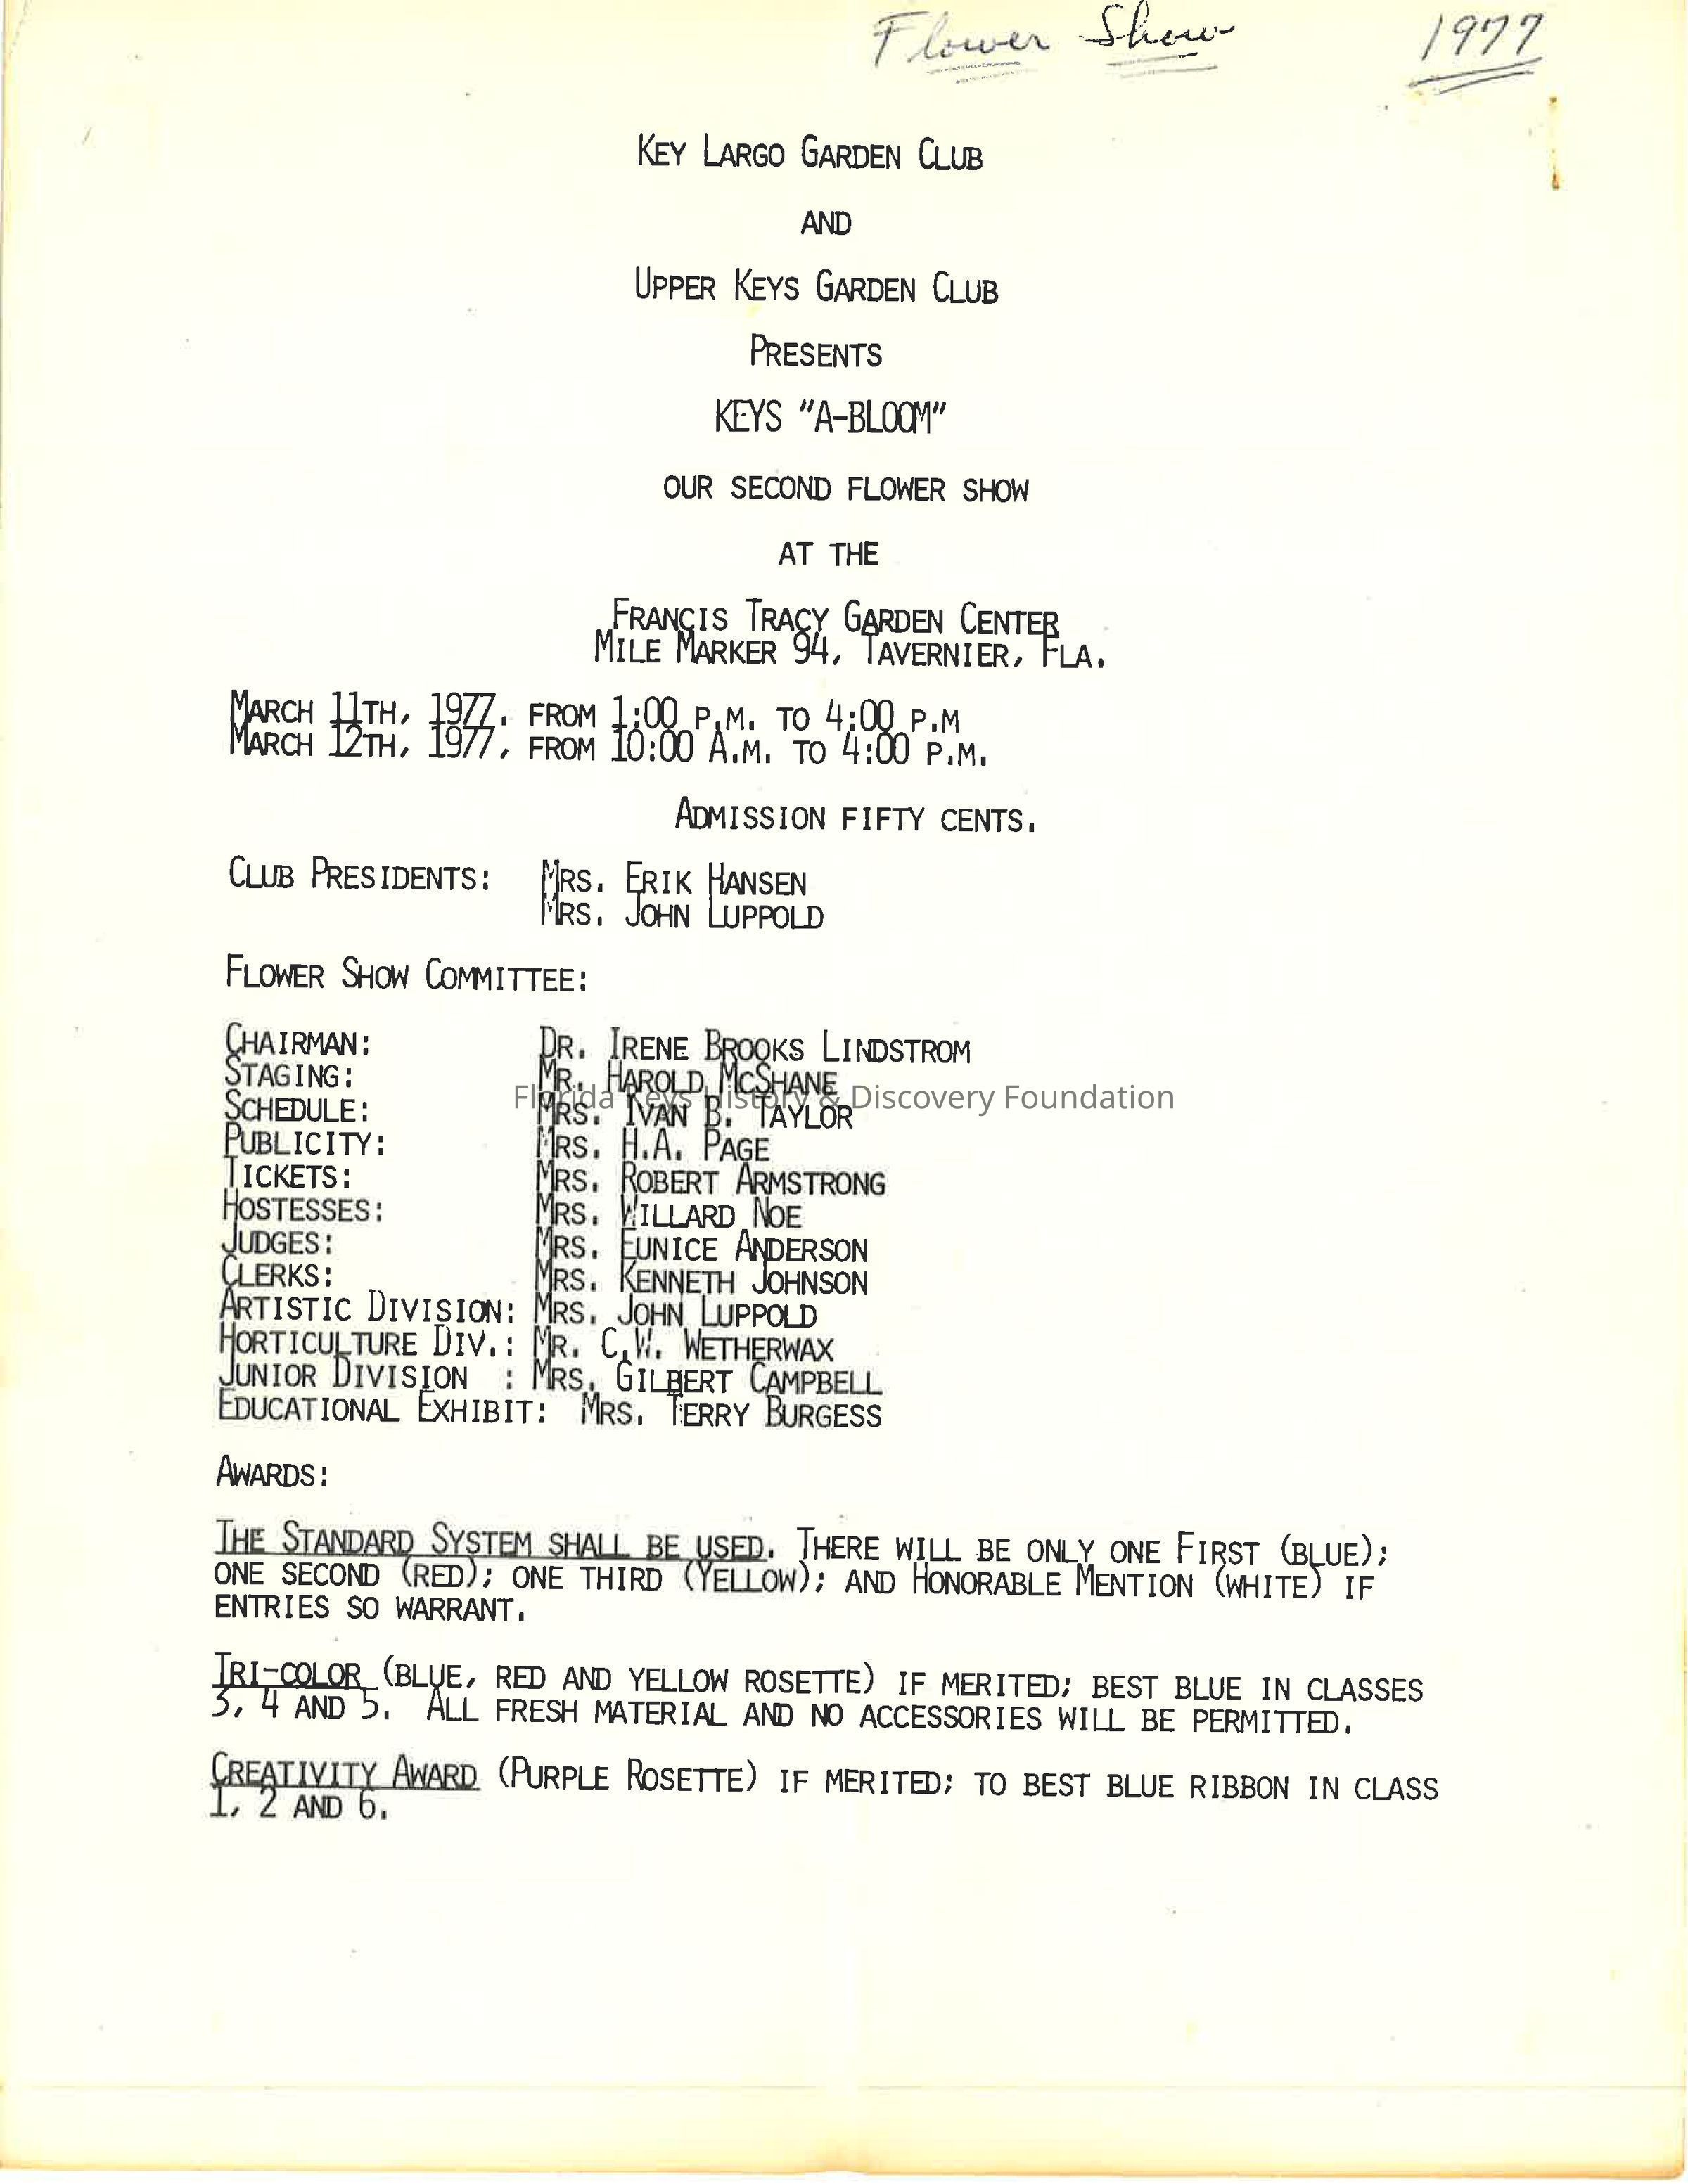 Flower Show 1977
KEY LARGO GARDEN CLUB
AND
UPPER KEYS GARDEN CLUB
PRESENTS
KEYS "A-BLOOM"
OUR SECOND FLOWER SHOW
AT THE
FRANCIS TRACY GARDEN CENTER
MILE MARKER 94, TAVERNIER, FLA.
MARCH 11TH, 1977, FROM 1:00 P.M. TO 4:00 P.M
MARCH 12TH, 1977, FROM 10:00 A.M. TO 4:00 P.M.
ADMISSION FIFTY CENTS.
CLUB PRESIDENTS: MRS. ERIK HANSEN
MRS. JOHN LUPPOLD
FLOWER SHOW COMMITTEE:
CHAIRMAN: DR. IRENE BROOKS LINDSTROM
STAGING: MR. HAROLD MCSHANE
Florida Keys History & Discovery Foundation
SCHEDULE: MRS. IVAN B. TAYLOR
PUBLICITY: MRS. H.A. PAGE
TICKETS: MRS. ROBERT ARMSTRONG
HOSTESSES: MRS. WILLARD NOE
JUDGES: MRS. EUNICE ANDERSON
CLERKS: MRS. KENNETH JOHNSON
ARTISTIC DIVISION: MRS. JOHN LUPPOLD
HORTICULTURE DIV.: MR. C.W. WETHERWAX
JUNIOR DIVISION : MRS. GILBERT CAMPBELL
EDUCATIONAL EXHIBIT: MRS. TERRY BURGESS
AWARDS:
THE STANDARD SYSTEM SHALL BE USED. THERE WILL BE ONLY ONE FIRST (BLUE);
ONE SECOND (RED); ONE THIRD (YELLOW); AND HONORABLE MENTION (WHITE) IF
ENTRIES SO WARRANT.
TRI-COLOR (BLUE, RED AND YELLOW ROSETTE) IF MERITED; BEST BLUE IN CLASSES
3, 4 AND 5. ALL FRESH MATERIAL AND NO ACCESSORIES WILL BE PERMITTED.
CREATIVITY AWARD (PURPLE ROSETTE) IF MERITED; TO BEST BLUE RIBBON IN CLASS
1, 2 AND 6.